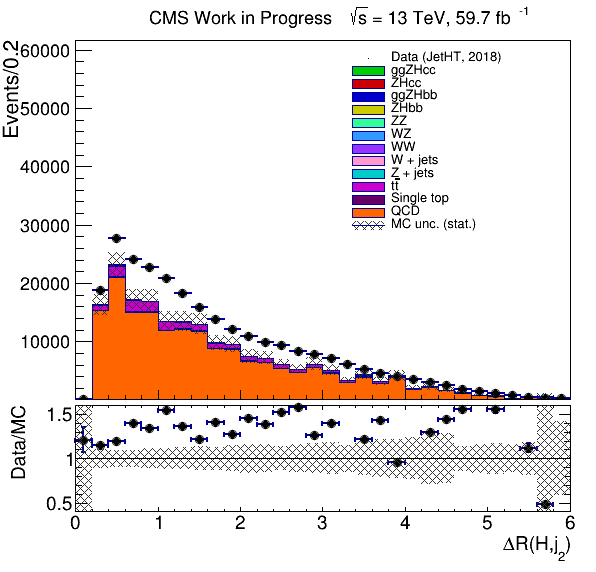 CMS Work in Progress √s = 13 TeV, 59.7 fb⁻¹
Events/0.2
60000
50000
40000
30000
20000
10000
Data (JetHT, 2018)
ggZHcc
ZHcc
ggZHbb
ZHbb
ZZ
WZ
WW
W + jets
Z + jets
tt̄
Single top
QCD
MC unc. (stat.)
Data/MC
1.5
1
0.5
0 1 2 3 4 5 6
ΔR(H,j₂)